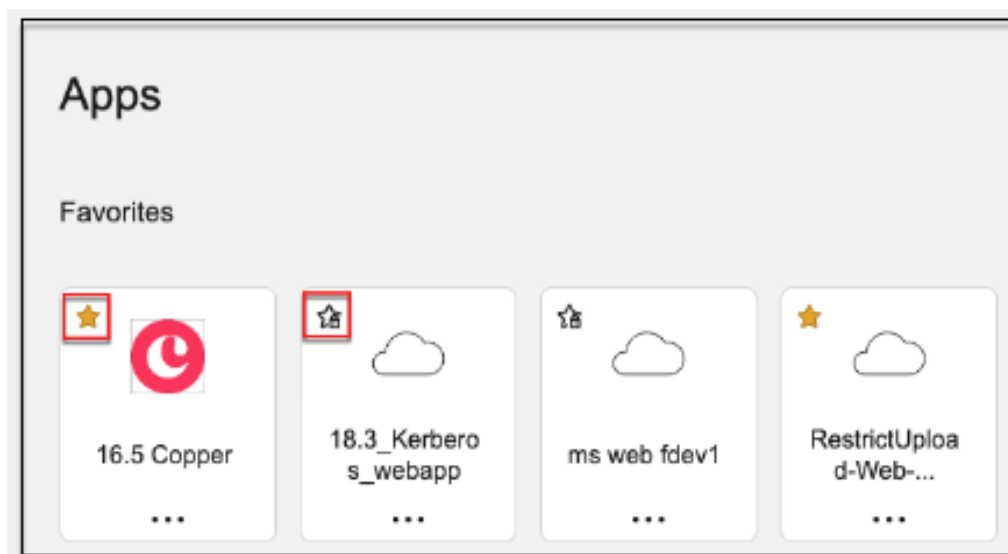 Apps
Favorites
16.5 Copper
18.3_Kerbero
s_webapp
ms web fdev1
RestrictUploa
d-Web-...